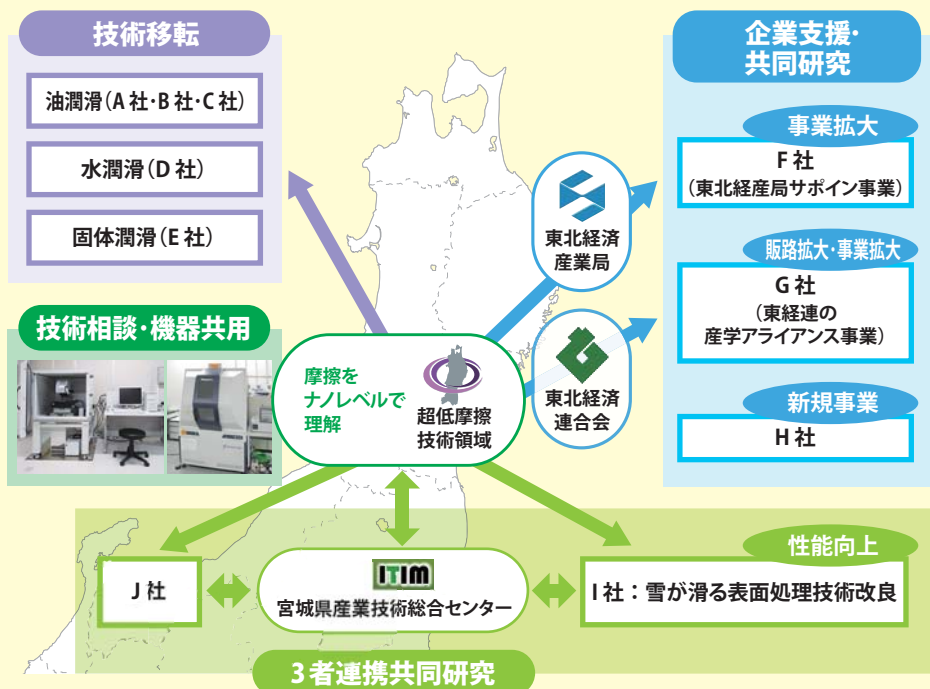 技術移転
油潤滑(A社・B社・C社)
水潤滑(D社)
固体潤滑(E社)
技術相談・機器共用
摩擦を
ナノレベルで
理解
超低摩擦
技術領域
東北経済
産業局
東北経済
連合会
企業支援・
共同研究
事業拡大
F社
(東北経産局サポイン事業)
販路拡大・事業拡大
G社
(東経連の
産学アライアンス事業)
新規事業
H社
J社
ITIM
宮城県産業技術総合センター
性能向上
I社:雪が滑る表面処理技術改良
3者連携共同研究